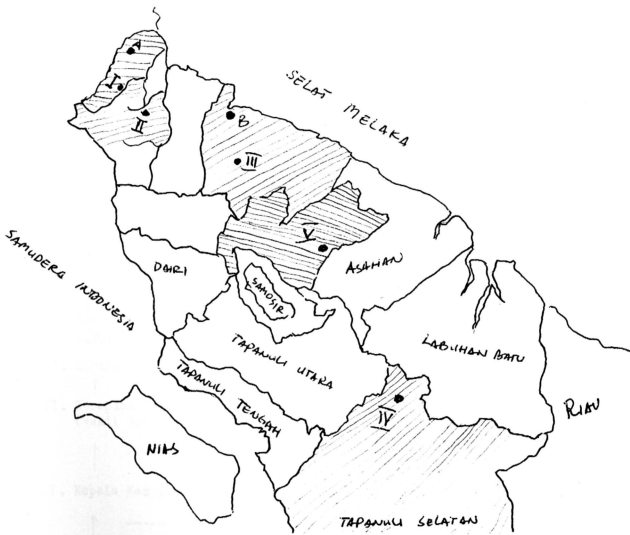 A
I
II
SELAT MELAKA
B
III
SAMUDERA INDONESIA
V
DAIRI
ASAHAN
SAMOSIR
TAPANULI UTARA
LABUHAN BATU
TAPANULI TENGAH
RIAU
IV
NIAS
TAPANULI SELATAN